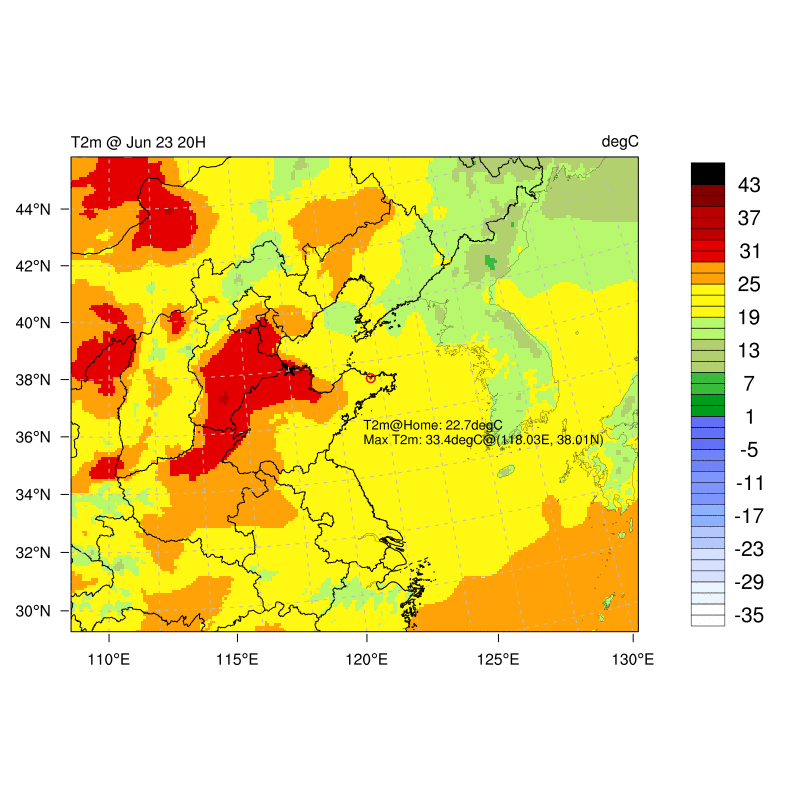 T2m @ Jun 23 20H
degC
44°N
42°N
40°N
38°N
36°N
34°N
32°N
30°N
110°E
115°E
120°E
125°E
130°E
T2m@Home: 22.7degC
Max T2m: 33.4degC@(118.03E, 38.01N)
43
37
31
25
19
13
7
1
-5
-11
-17
-23
-29
-35